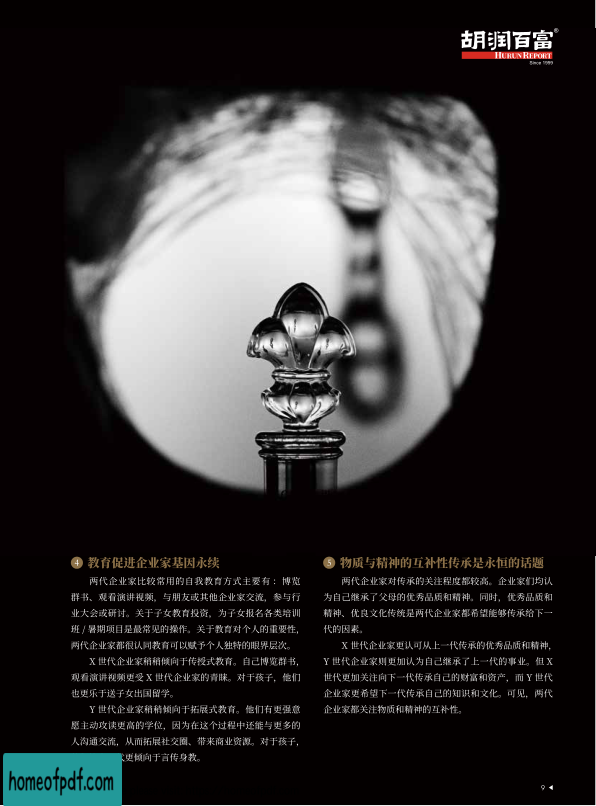 胡润百富®
HURUN REPORT
Since 1999
4 教育促进企业家基因永续
两代企业家比较常用的自我教育方式主要有：博览
群书、观看演讲视频，与朋友或其他企业家交流，参与行
业大会或研讨。关于子女教育投资，为子女报名各类培训
班 / 暑期项目是最常见的操作。关于教育对个人的重要性，
两代企业家都很认同教育可以赋予个人独特的眼界层次。
X 世代企业家稍稍倾向于传授式教育。自己博览群书，
观看演讲视频更受 X 世代企业家的青睐。对于孩子，他们
也更乐于送子女出国留学。
Y 世代企业家稍稍倾向于拓展式教育。他们有更强意
愿主动攻读更高的学位，因为在这个过程中还能与更多的
人沟通交流，从而拓展社交圈、带来商业资源。对于孩子，
式更倾向于言传身教。
5 物质与精神的互补性传承是永恒的话题
两代企业家对传承的关注程度都较高。企业家们均认
为自己继承了父母的优秀品质和精神。同时，优秀品质和
精神、优良文化传统是两代企业家都希望能够传承给下一
代的因素。
X 世代企业家更认可从上一代传承的优秀品质和精神，
Y 世代企业家则更加认为自己继承了上一代的事业。但 X
世代更加关注向下一代传承自己的财富和资产，而 Y 世代
企业家更希望下一代传承自己的知识和文化。可见，两代
企业家都关注物质和精神的互补性。
homeofpdf.com
9